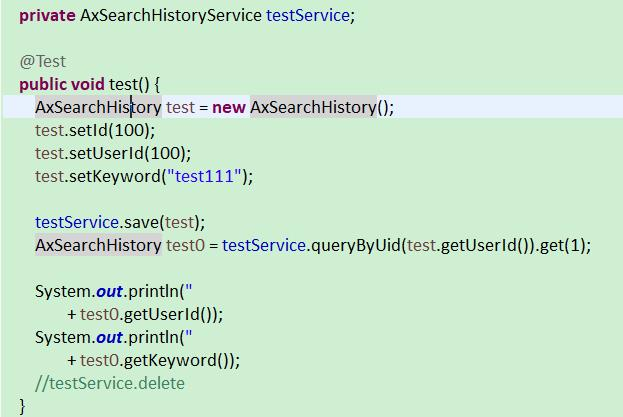 private AxSearchHistoryService testService;
@Test
public void test() {
AxSearchHistory test = new AxSearchHistory();
test.setId(100);
test.setUserId(100);
test.setKeyword("test111");
testService.save(test);
AxSearchHistory test0 = testService.queryByUid(test.getUserId()).get(1);
System.out.println("
+ test0.getUserId());
System.out.println("
+ test0.getKeyword());
//testService.delete
}